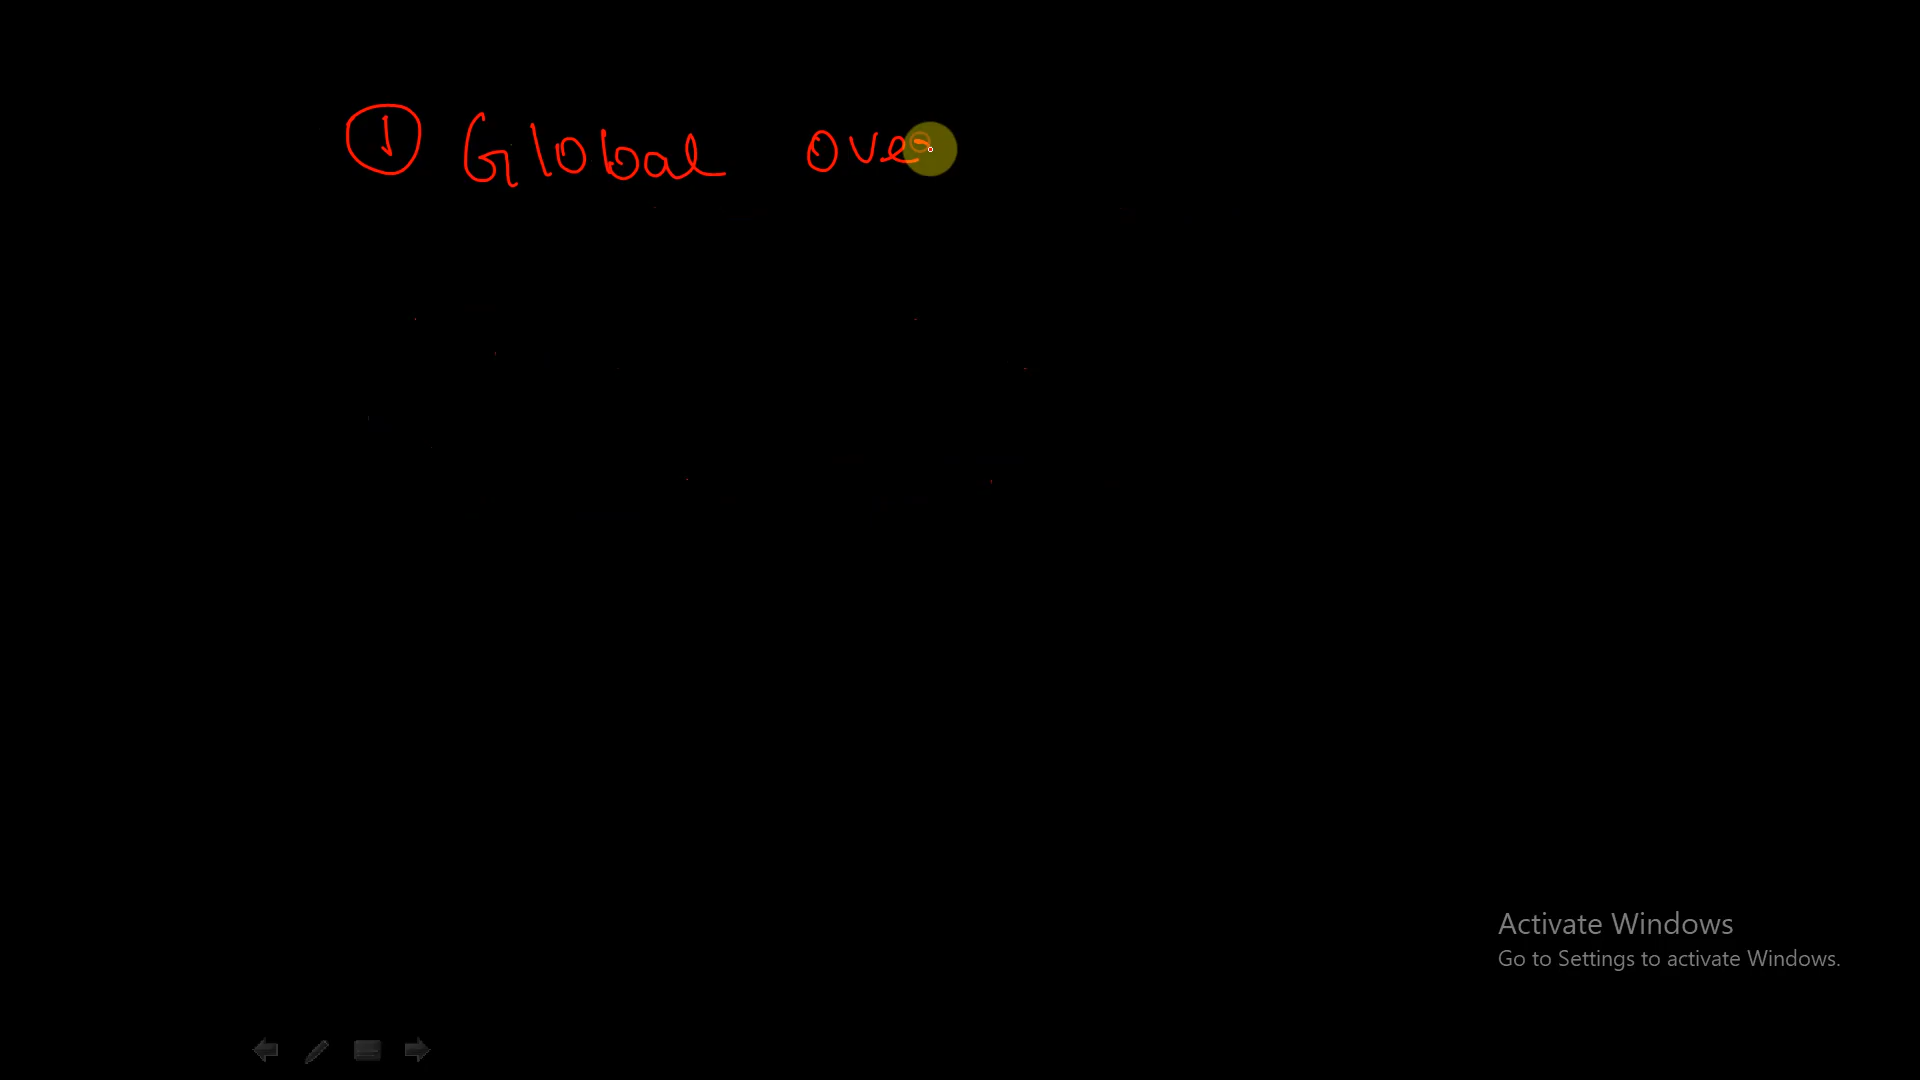 ① Global ove
Activate Windows
Go to Settings to activate Windows.